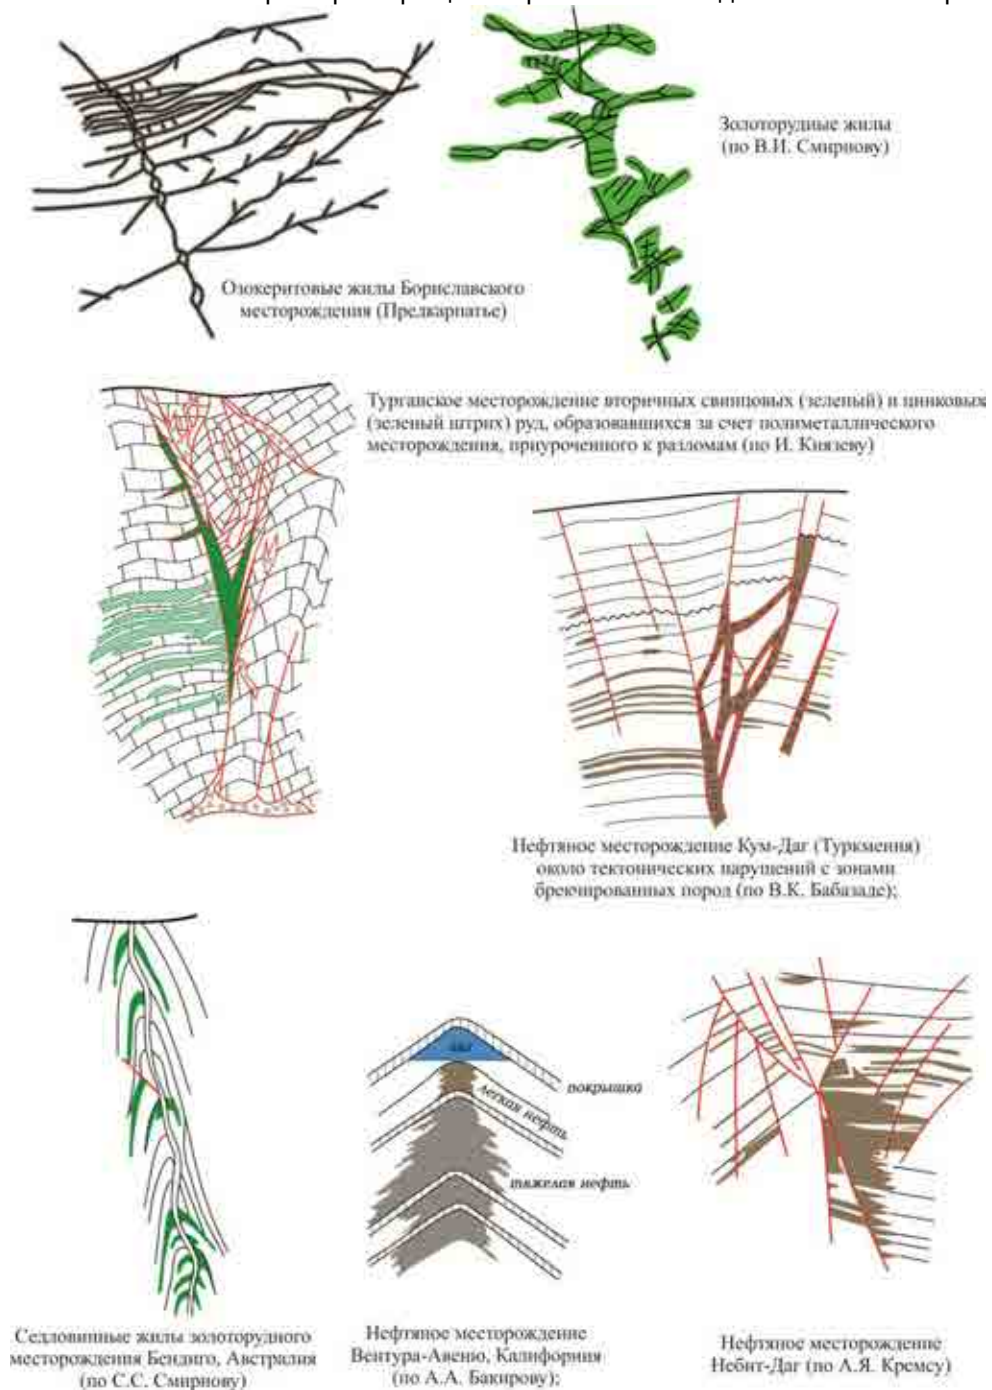 Золоторудные жилы
(по В.И. Смирнову)
Озокеритовые жилы Бориславского
месторождения (Предкарпатье)
Турганское месторождение вторичных свинцовых (зеленый) и цинковых
(зеленый штрих) руд, образовавшихся за счет полиметаллического
месторождения, приуроченного к разломам (по И. Князеву)
Нефтяное месторождение Кум-Даг (Туркмения)
около тектонических нарушений с зонами
брекчированных пород (по В.К. Бабазаде);
покрышка
легкая нефть
тяжелая нефть
Седловинные жилы золоторудного
месторождения Бендиго, Австралия
(по С.С. Смирнову)
Нефтяное месторождение
Вентура-Авеню, Калифорния
(по А.А. Бакирову);
Нефтяное месторождение
Небит-Даг (по А.Я. Кремсу)